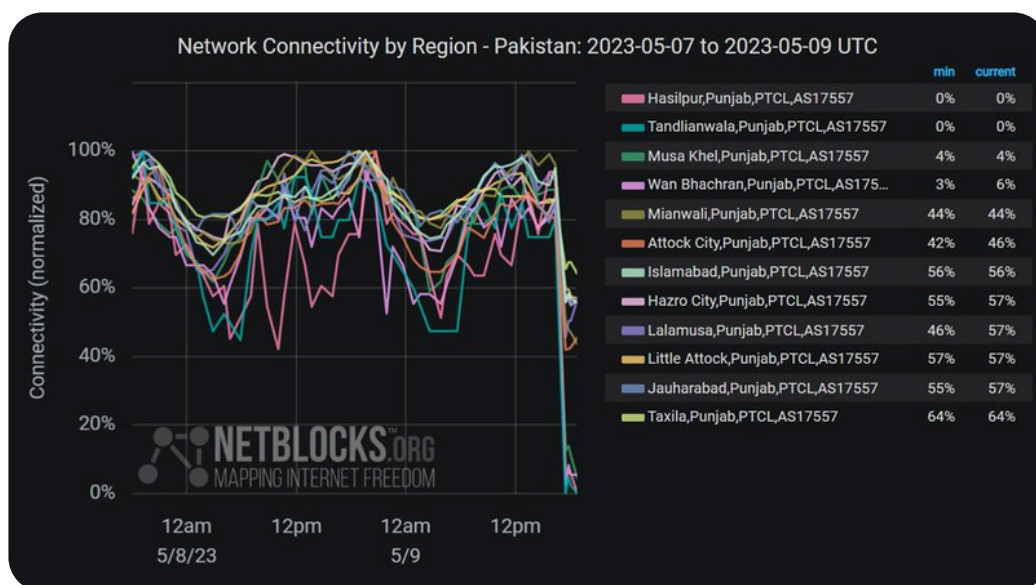 Network Connectivity by Region - Pakistan: 2023-05-07 to 2023-05-09 UTC
min current
Hasilpur,Punjab,PTCL,AS17557 0% 0%
Tandlianwala,Punjab,PTCL,AS17557 0% 0%
Musa Khel,Punjab,PTCL,AS17557 4% 4%
Wan Bhachran,Punjab,PTCL,AS175... 3% 6%
Mianwali,Punjab,PTCL,AS17557 44% 44%
Attock City,Punjab,PTCL,AS17557 42% 46%
Islamabad,Punjab,PTCL,AS17557 56% 56%
Hazro City,Punjab,PTCL,AS17557 55% 57%
Lalamusa,Punjab,PTCL,AS17557 46% 57%
Little Attock,Punjab,PTCL,AS17557 57% 57%
Jauharabad,Punjab,PTCL,AS17557 55% 57%
Taxila,Punjab,PTCL,AS17557 64% 64%
Connectivity (normalized)
100%
80%
60%
40%
20%
0%
NETBLOCKS.ORG™
MAPPING INTERNET FREEDOM
12am 12pm 12am 12pm
5/8/23 5/9